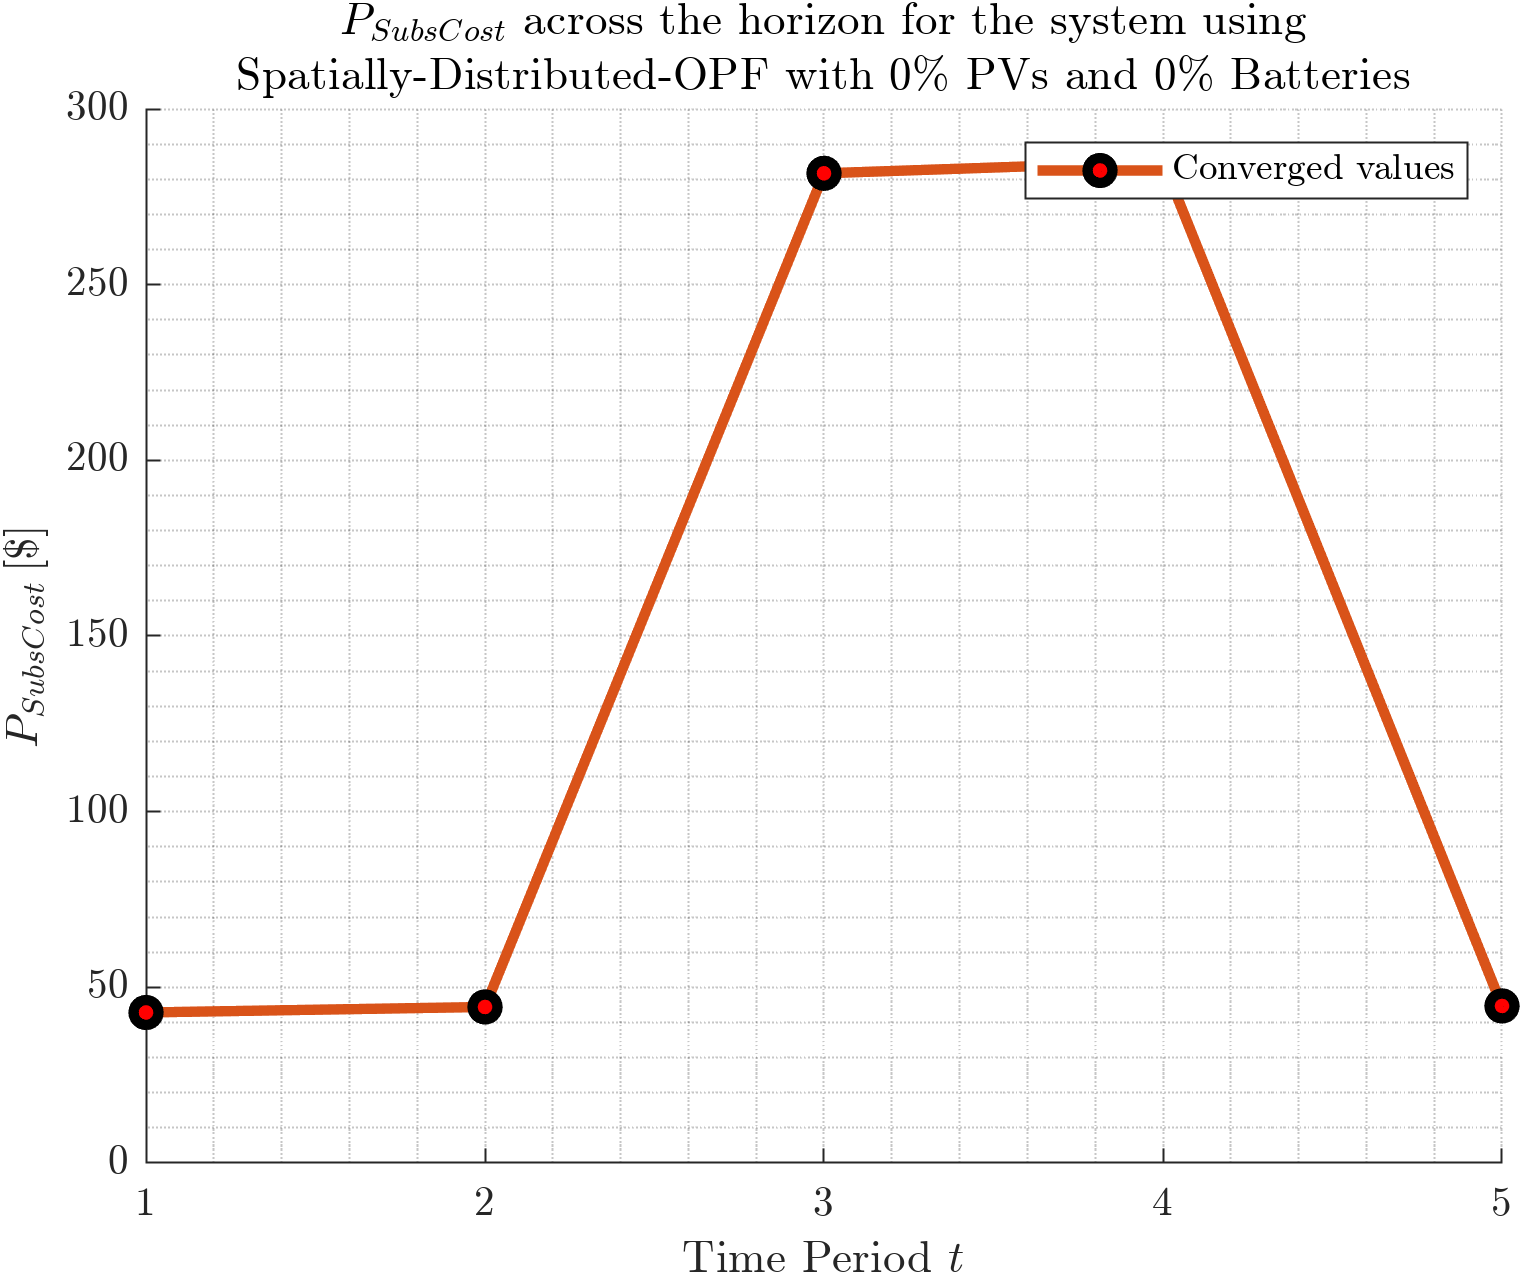 P_SubsCost across the horizon for the system using
Spatially-Distributed-OPF with 0% PVs and 0% Batteries
300
250
200
150
100
50
0
P_SubsCost [$]
Converged values
1 2 3 4 5
Time Period t